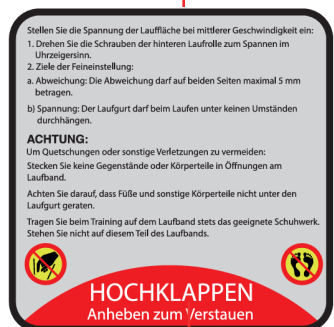 Stellen Sie die Spannung der Lauffläche bei mittlerer Geschwindigkeit ein:
1. Drehen Sie die Schrauben der hinteren Laufrolle zum Spannen im
Uhrzeigersinn.
2. Ziele der Feineinstellung:
a. Abweichung: Die Abweichung darf auf beiden Seiten maximal 5 mm
betragen.
b) Spannung: Der Laufgurt darf beim Laufen unter keinen Umständen
durchhängen.
ACHTUNG:
Um Quetschungen oder sonstige Verletzungen zu vermeiden:
Stecken Sie keine Gegenstände oder Körperteile in Öffnungen am
Laufband.
Achten Sie darauf, dass Füße und sonstige Körperteile nicht unter den
Laufgurt geraten.
Tragen Sie beim Training auf dem Laufband stets das geeignete Schuhwerk.
Stehen Sie nicht auf diesem Teil des Laufbands.
HOCHKLAPPEN
Anheben zum Verstauen